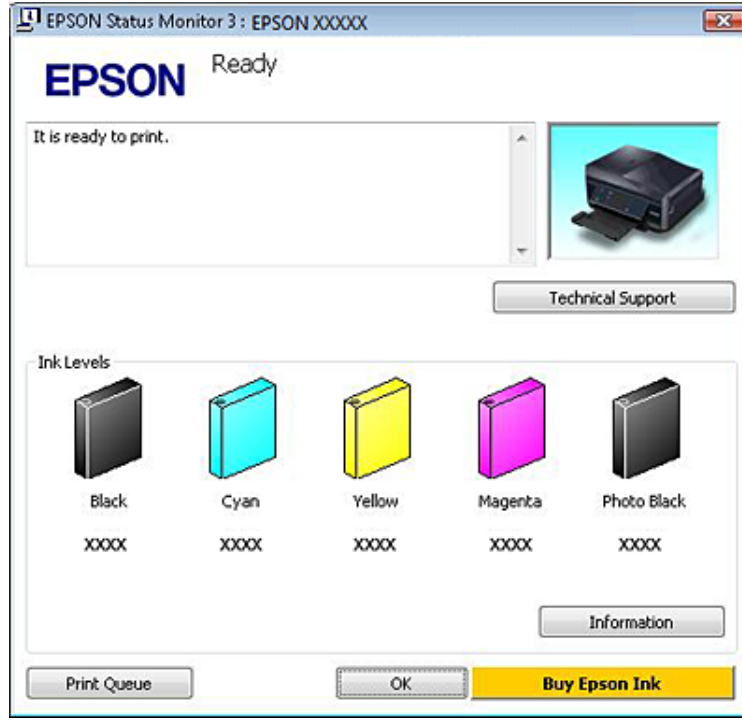 EPSON Status Monitor 3 : EPSON XXXXX
EPSON
Ready
It is ready to print.
Technical Support
Ink Levels
Black Cyan Yellow Magenta Photo Black
XXXX XXXX XXXX XXXX XXXX
Information
Print Queue OK Buy Epson Ink